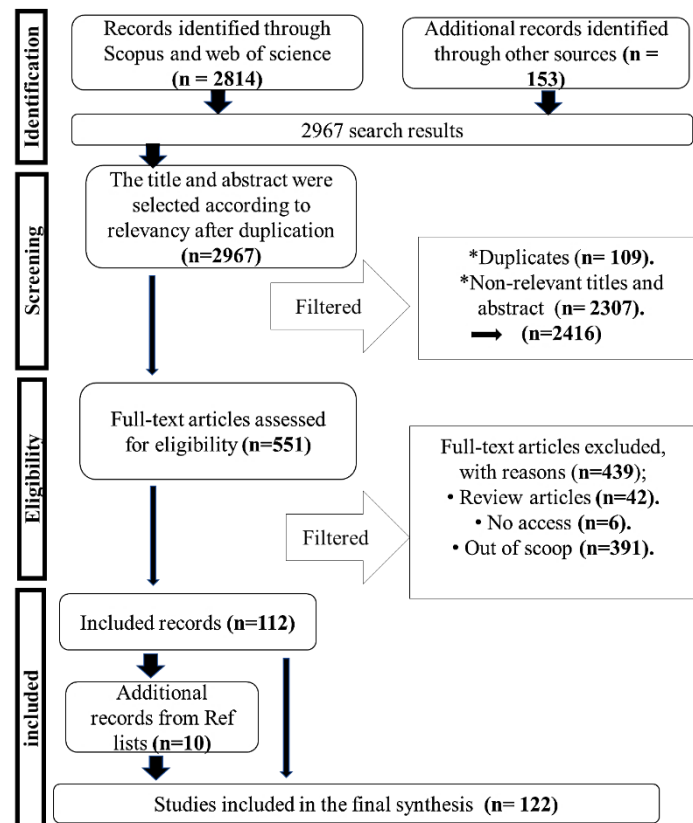 Identification
Records identified through
Scopus and web of science
(n = 2814)
Additional records identified
through other sources (n =
153)
2967 search results
Screening
The title and abstract were
selected according to
relevancy after duplication
(n=2967)
Filtered
*Duplicates (n= 109).
*Non-relevant titles and
abstract (n= 2307).
(n=2416)
Eligibility
Full-text articles assessed
for eligibility (n=551)
Filtered
Full-text articles excluded,
with reasons (n=439);
• Review articles (n=42).
• No access (n=6).
• Out of scoop (n=391).
included
Included records (n=112)
Additional
records from Ref
lists (n=10)
Studies included in the final synthesis (n= 122)